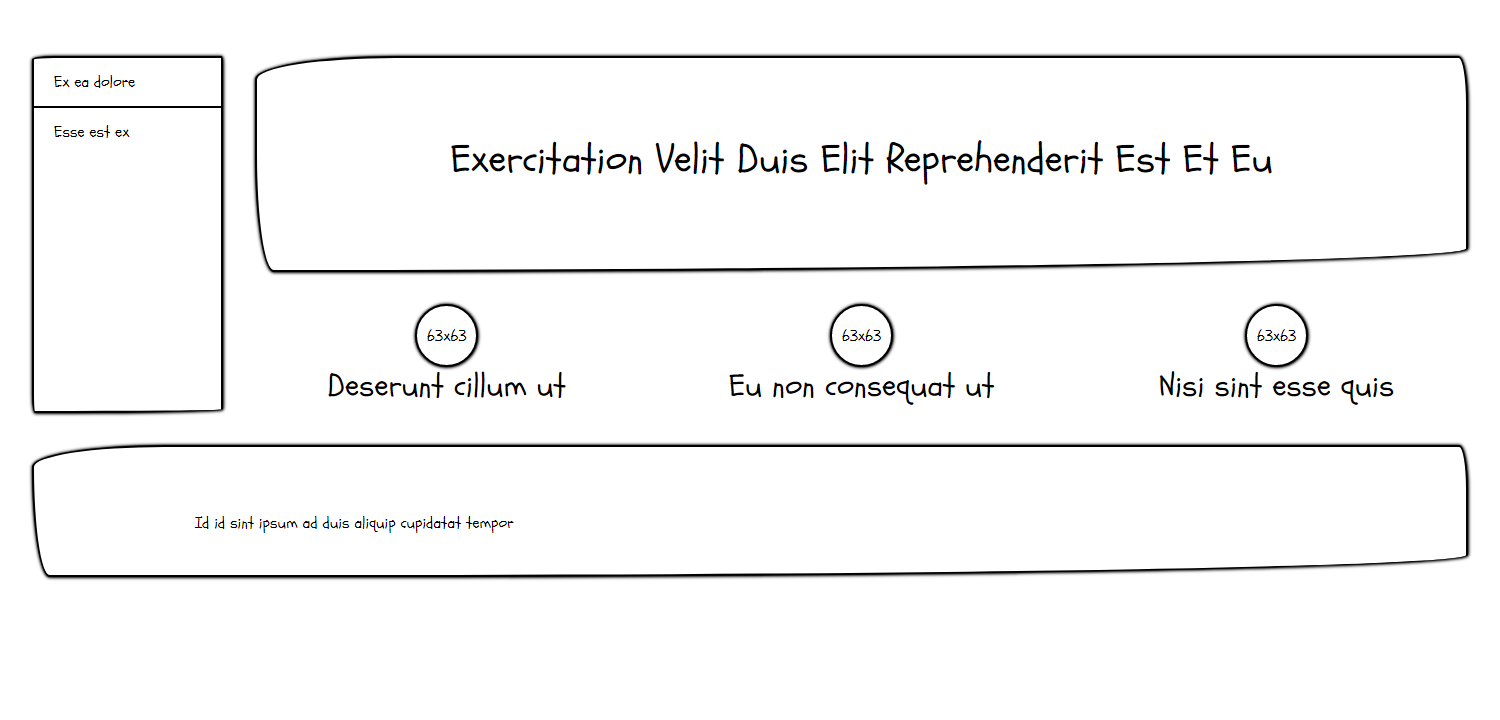 Ex ea dolore
Esse est ex
Exercitation Velit Duis Elit Reprehenderit Est Et Eu
63x63
Deserunt cillum ut
63x63
Eu non consequat ut
63x63
Nisi sint esse quis
Id id sint ipsum ad duis aliquip cupidatat tempor